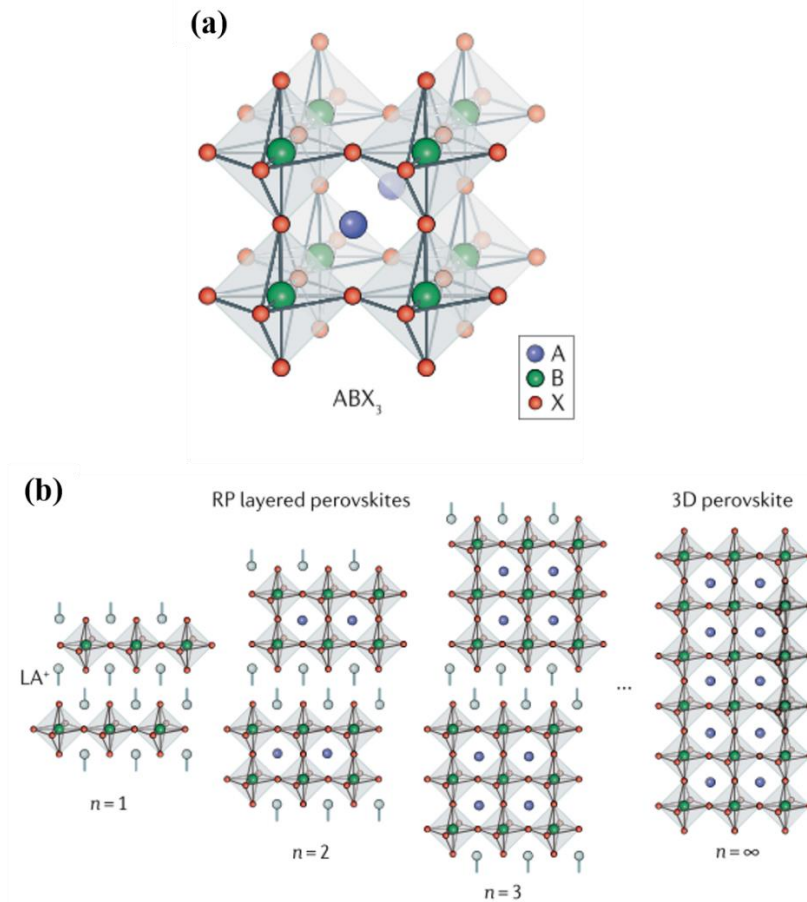 (a)
A
B
X
ABX₃
(b)
RP layered perovskites
3D perovskite
LA⁺
...
n = 1
n = 2
n = 3
n = ∞